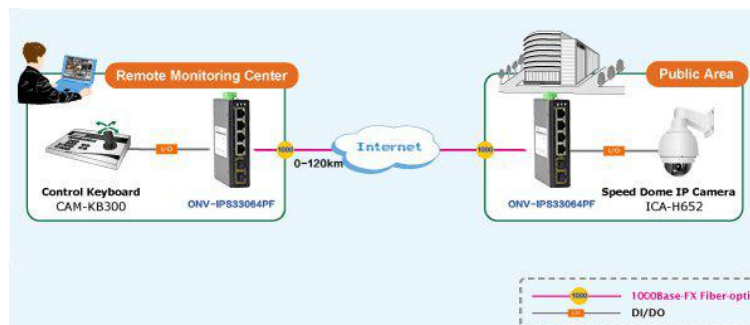 Remote Monitoring Center
Public Area
I/O
1000
Internet
1000
I/O
0~120km
Control Keyboard
CAM-KB300
ONV-IPS33064PF
ONV-IPS33064PF
Speed Dome IP Camera
ICA-H652
1000
1000Base-FX Fiber-opti
I/O
DI/DO